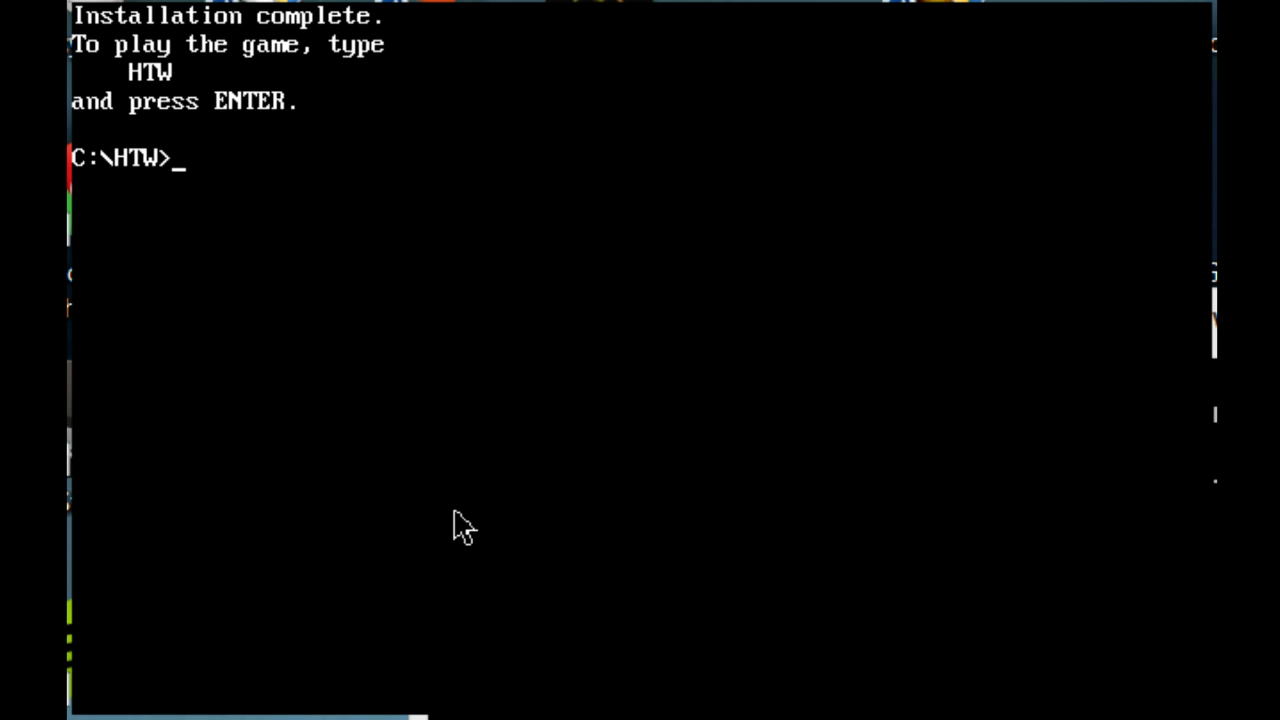 Installation complete.
To play the game, type
HTW
and press ENTER.
C:\HTW>_